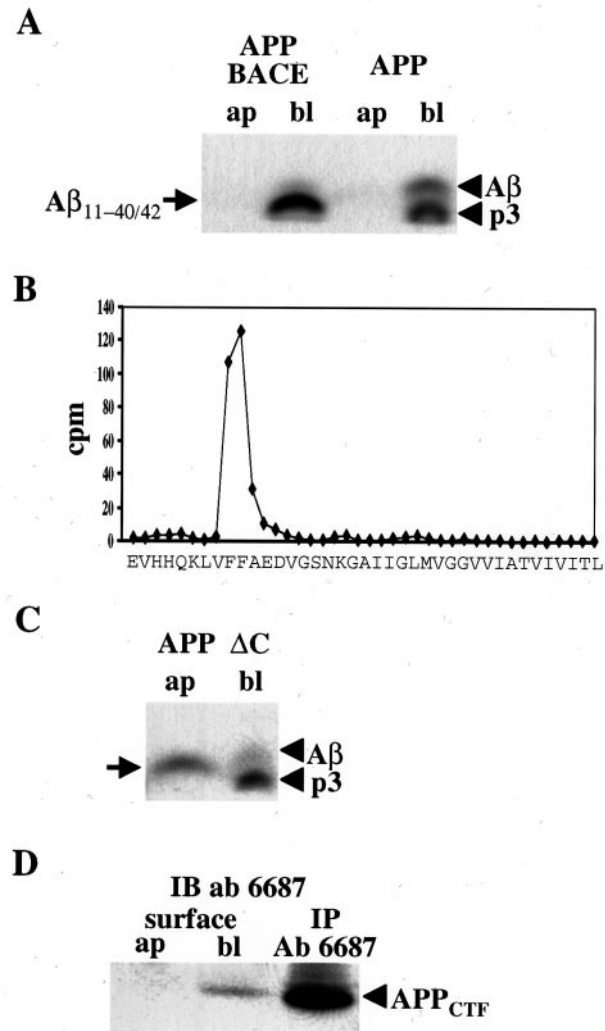 A
APP
BACE APP
ap bl ap bl
Aβ11–40/42 Aβ
p3
B
140
120
100
80
60
40
20
0
cpm
EVHHQKLVFFAEDVGSNKGAIIGLMVGGVVIATVIVITL
C
APP ΔC
ap bl
Aβ
p3
D
IB ab 6687
surface IP
ap bl Ab 6687
APPCTF